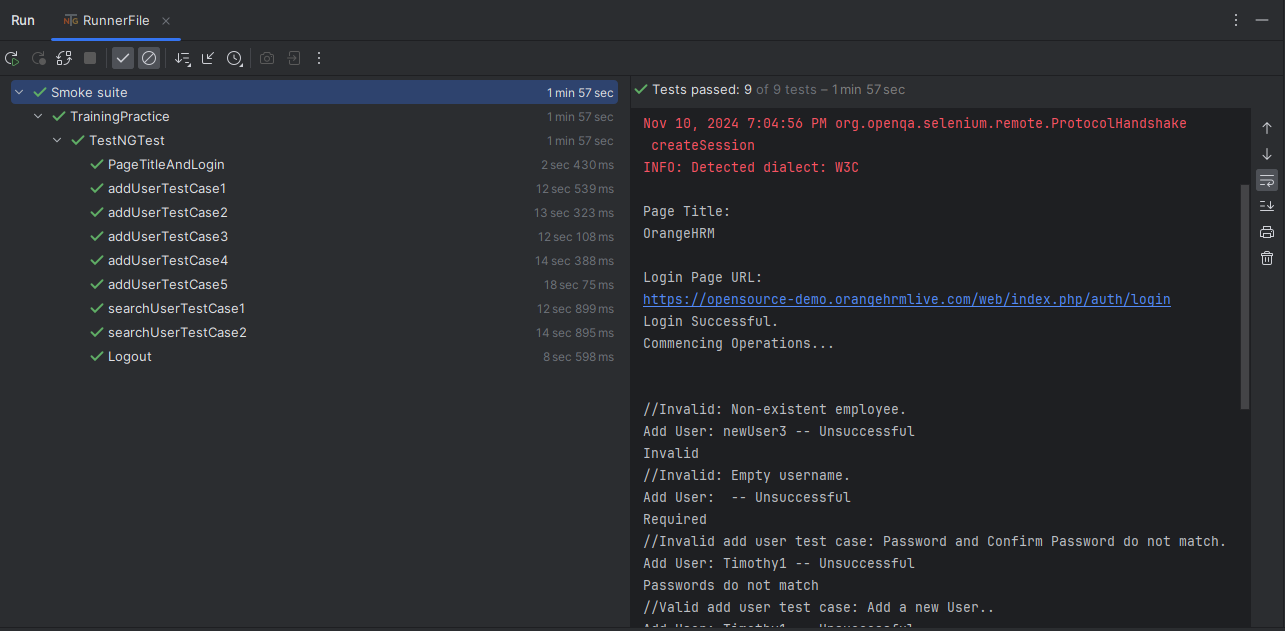 Run
RunnerFile
Smoke suite 1 min 57 sec
TrainingPractice 1 min 57 sec
TestNGTest 1 min 57 sec
PageTitleAndLogin 2 sec 430 ms
addUserTestCase1 12 sec 539 ms
addUserTestCase2 13 sec 323 ms
addUserTestCase3 12 sec 108 ms
addUserTestCase4 14 sec 388 ms
addUserTestCase5 18 sec 75 ms
searchUserTestCase1 12 sec 899 ms
searchUserTestCase2 14 sec 895 ms
Logout 8 sec 598 ms
Tests passed: 9 of 9 tests – 1 min 57 sec
Nov 10, 2024 7:04:56 PM org.openqa.selenium.remote.ProtocolHandshake
createSession
INFO: Detected dialect: W3C
Page Title:
OrangeHRM
Login Page URL:
https://opensource-demo.orangehrmlive.com/web/index.php/auth/login
Login Successful.
Commencing Operations...
//Invalid: Non-existent employee.
Add User: newUser3 -- Unsuccessful
Invalid
//Invalid: Empty username.
Add User:  -- Unsuccessful
Required
//Invalid add user test case: Password and Confirm Password do not match.
Add User: Timothy1 -- Unsuccessful
Passwords do not match
//Valid add user test case: Add a new User..
Add User: Timothy1 -- Unsuccessful